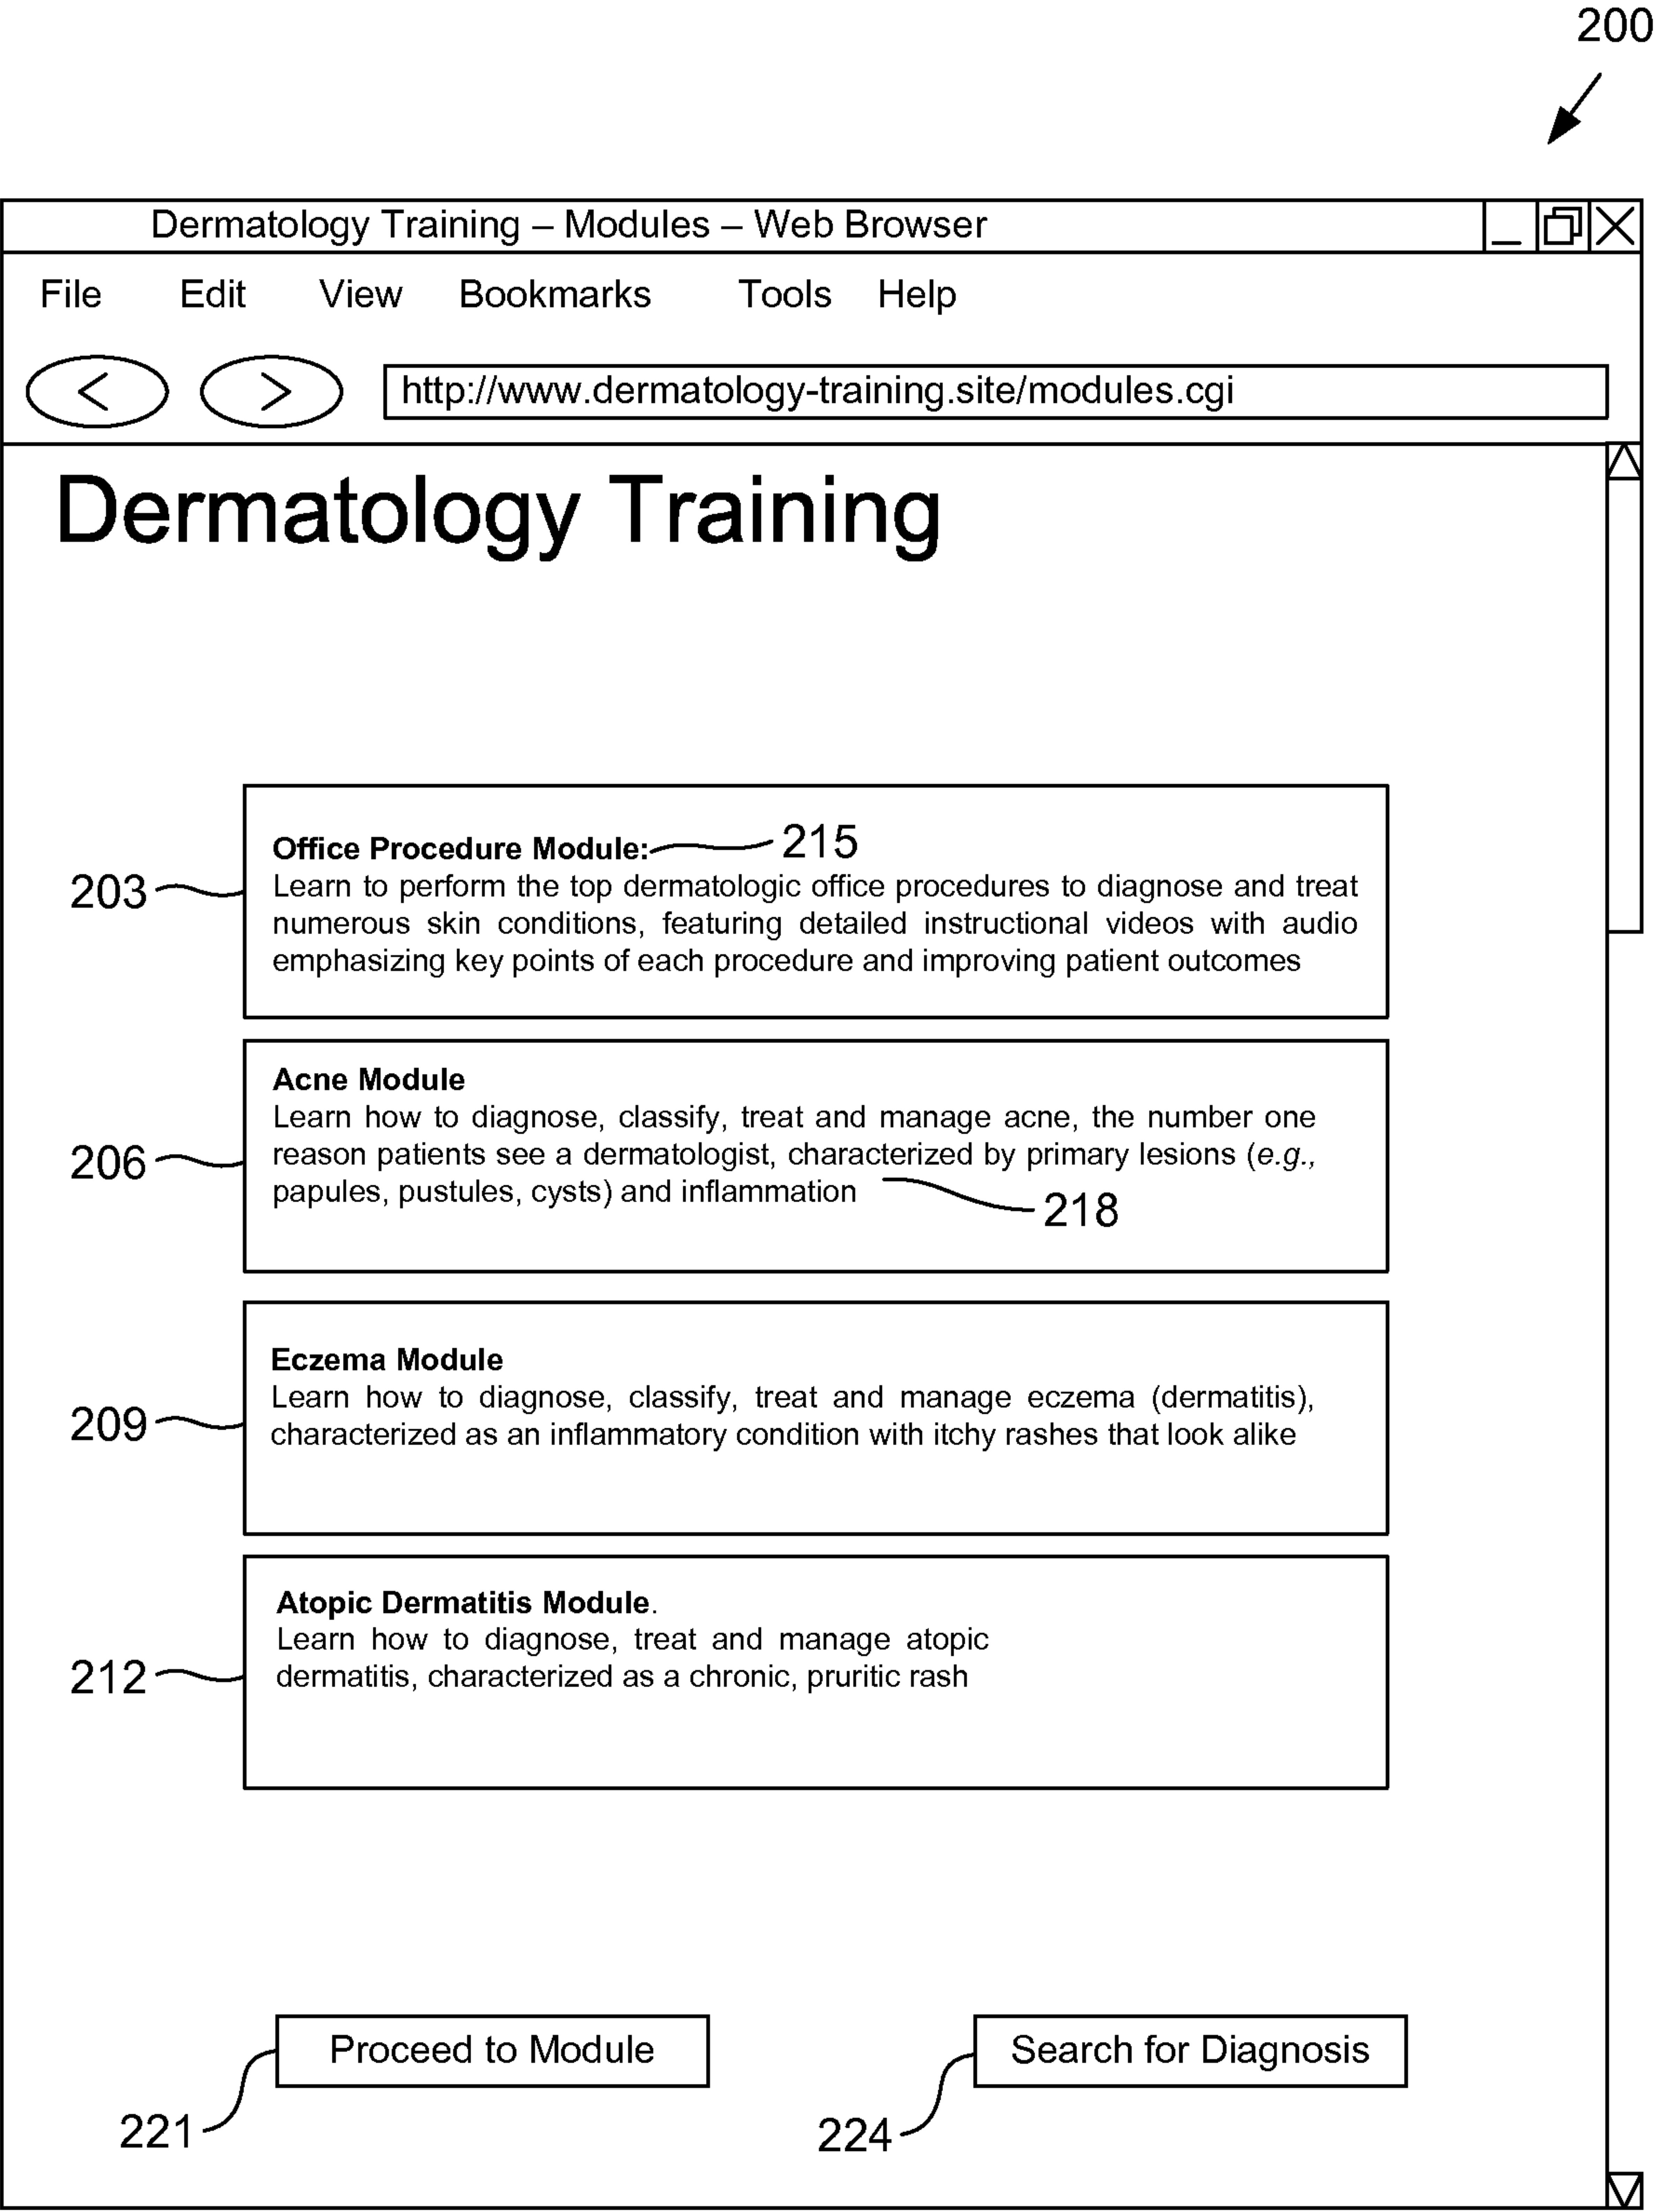 200
Dermatology Training – Modules – Web Browser
File Edit View Bookmarks Tools Help
< > http://www.dermatology-training.site/modules.cgi
Dermatology Training
Office Procedure Module: 215
203
Learn to perform the top dermatologic office procedures to diagnose and treat
numerous skin conditions, featuring detailed instructional videos with audio
emphasizing key points of each procedure and improving patient outcomes
Acne Module
Learn how to diagnose, classify, treat and manage acne, the number one
206
reason patients see a dermatologist, characterized by primary lesions (e.g.,
papules, pustules, cysts) and inflammation
218
Eczema Module
Learn how to diagnose, classify, treat and manage eczema (dermatitis),
209
characterized as an inflammatory condition with itchy rashes that look alike
Atopic Dermatitis Module.
Learn how to diagnose, treat and manage atopic
212
dermatitis, characterized as a chronic, pruritic rash
Proceed to Module
Search for Diagnosis
221
224